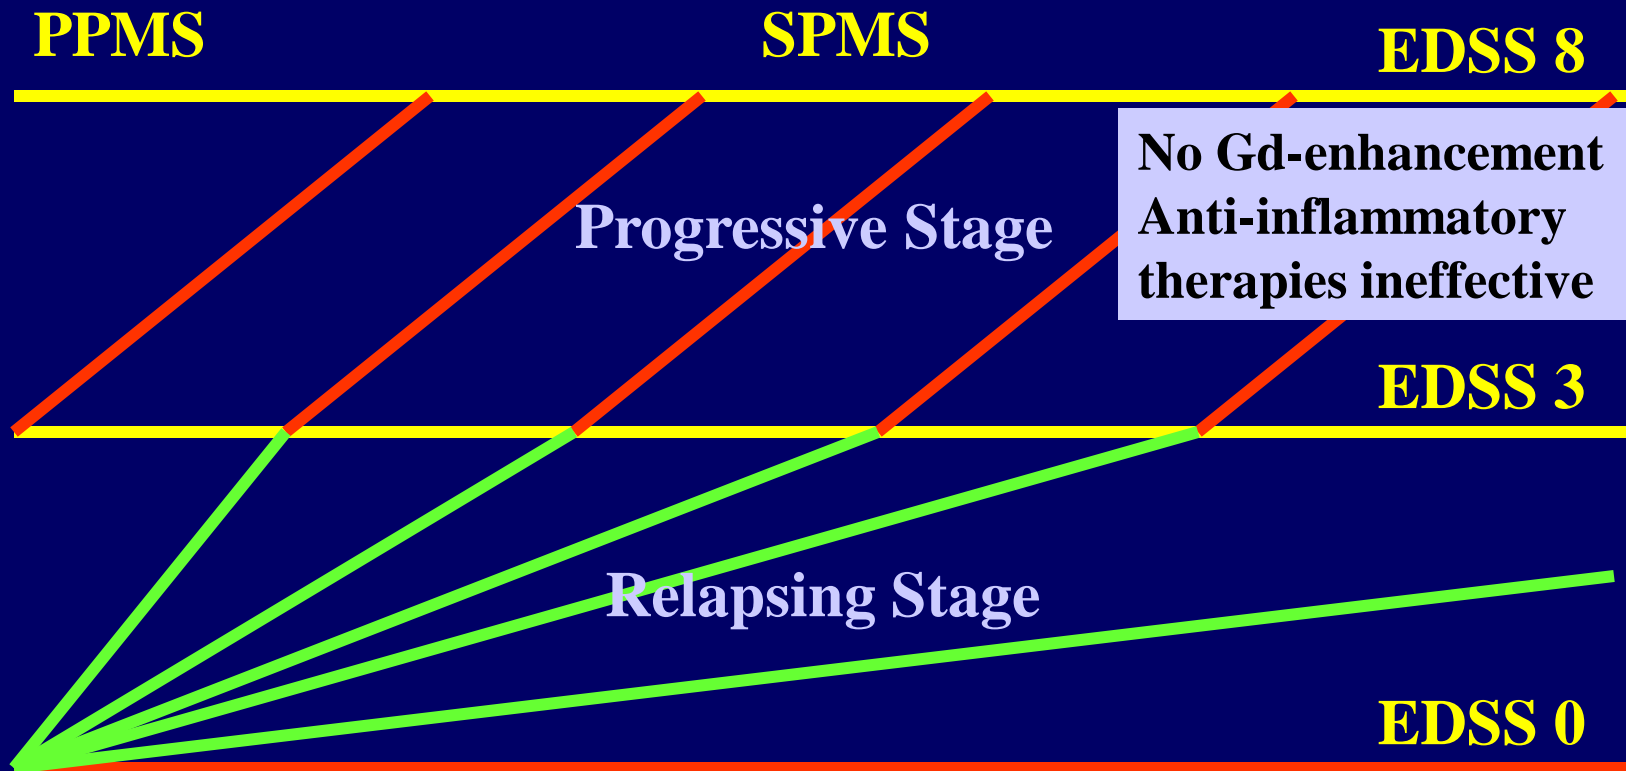 PPMS
SPMS
EDSS 8
No Gd-enhancement
Anti-inflammatory
therapies ineffective
Progressive Stage
EDSS 3
Relapsing Stage
EDSS 0